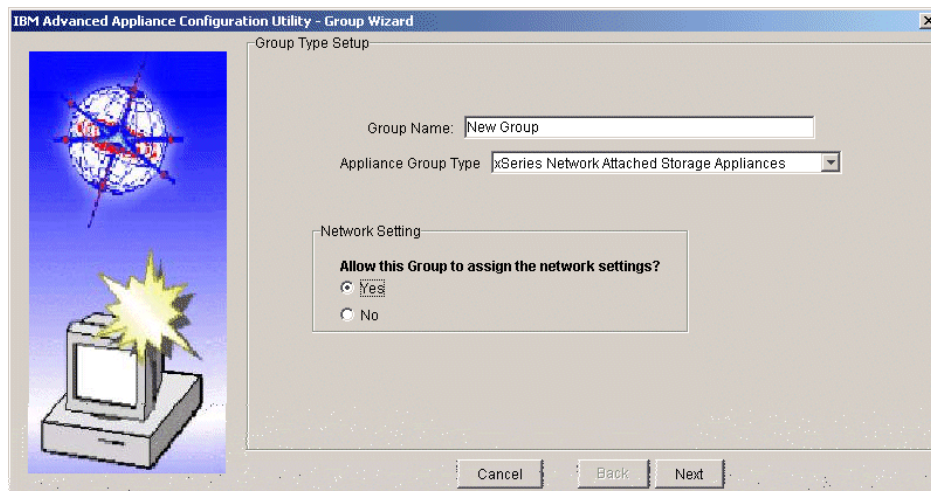 IBM Advanced Appliance Configuration Utility - Group Wizard
Group Type Setup
Group Name: New Group
Appliance Group Type xSeries Network Attached Storage Appliances
Network Setting
Allow this Group to assign the network settings?
Yes
No
Cancel Back Next